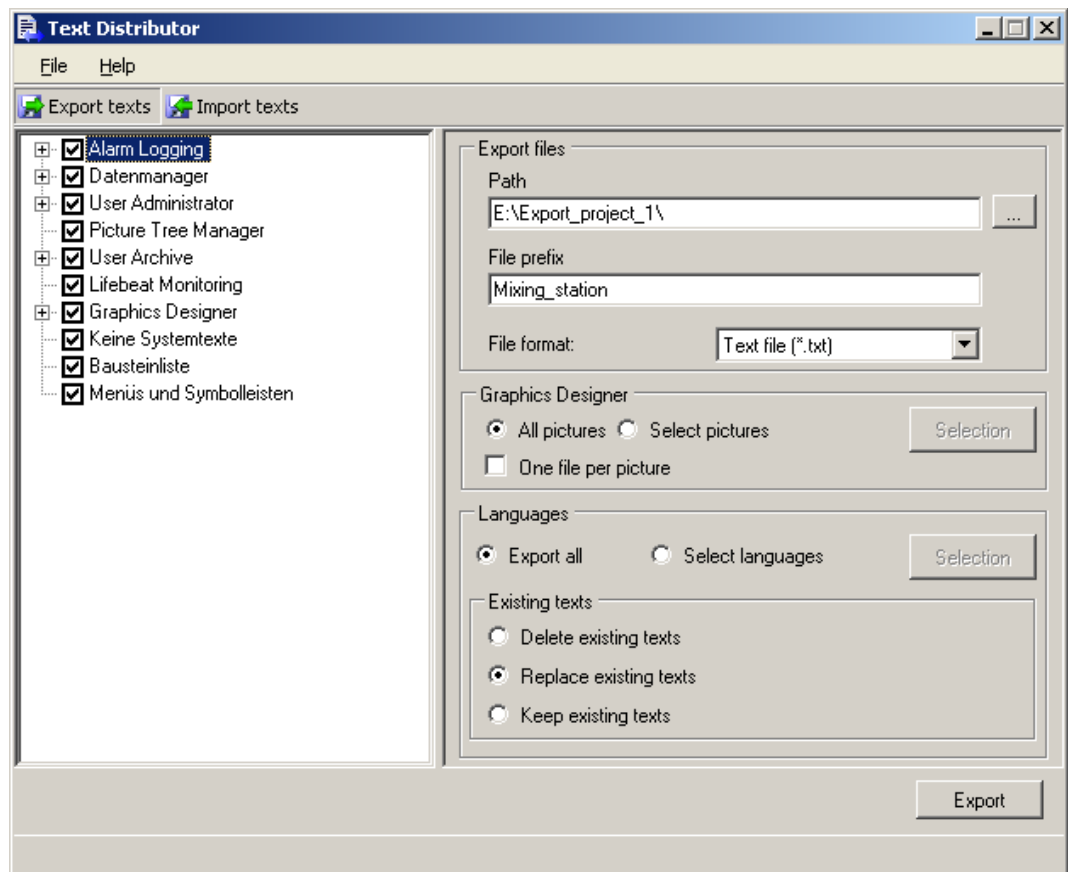 Text Distributor
File Help
Export texts Import texts
Alarm Logging
Datenmanager
User Administrator
Picture Tree Manager
User Archive
Lifebeat Monitoring
Graphics Designer
Keine Systemtexte
Bausteinliste
Menüs und Symbolleisten
Export files
Path
E:\Export_project_1\
...
File prefix
Mixing_station
File format: Text file (*.txt)
Graphics Designer
All pictures Select pictures Selection
One file per picture
Languages
Export all Select languages Selection
Existing texts
Delete existing texts
Replace existing texts
Keep existing texts
Export